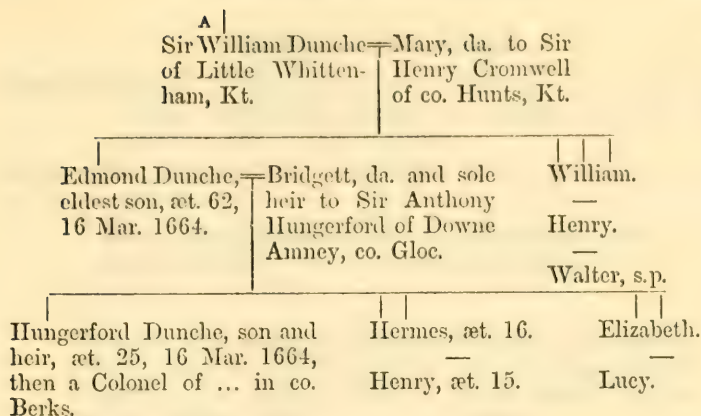 A
Sir William Dunche
of Little Whitten-
ham, Kt.
Mary, da. to Sir
Henry Cromwell
of co. Hunts, Kt.
Edmond Dunche,
eldest son, æt. 62,
16 Mar. 1664.
Bridgett, da. and sole
heir to Sir Anthony
Hungerford of Downe
Amney, co. Gloc.
William.
—
Henry.
—
Walter, s.p.
Hungerford Dunche, son and
heir, æt. 25, 16 Mar. 1664,
then a Colonel of ... in co.
Berks.
Hermes, æt. 16.
—
Henry, æt. 15.
Elizabeth.
—
Lucy.